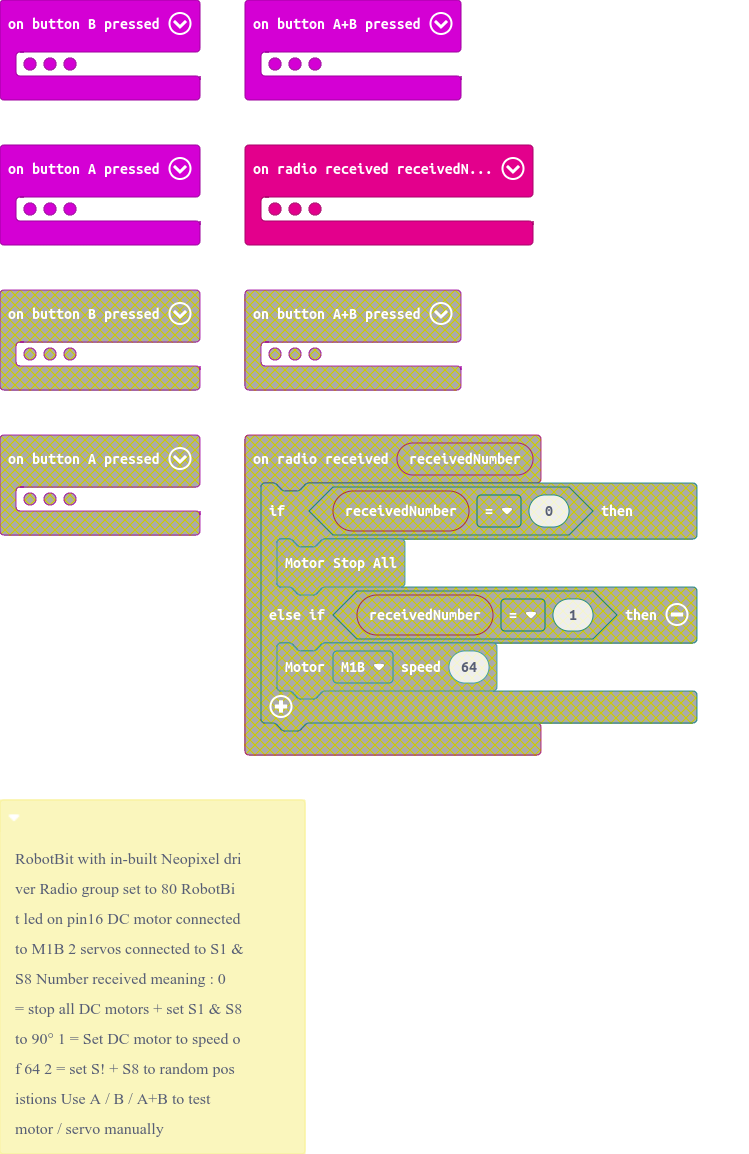 on button B pressed
on button A+B pressed
on button A pressed
on radio received receivedN...
on button B pressed
on button A+B pressed
on button A pressed
on radio received receivedNumber
if receivedNumber = 0 then
Motor Stop All
else if receivedNumber = 1 then
Motor M1B speed 64
RobotBit with in-built Neopixel dri
ver Radio group set to 80 RobotBi
t led on pin16 DC motor connected
to M1B 2 servos connected to S1 &
S8 Number received meaning : 0
= stop all DC motors + set S1 & S8
to 90° 1 = Set DC motor to speed o
f 64 2 = set S! + S8 to random pos
istions Use A / B / A+B to test
motor / servo manually